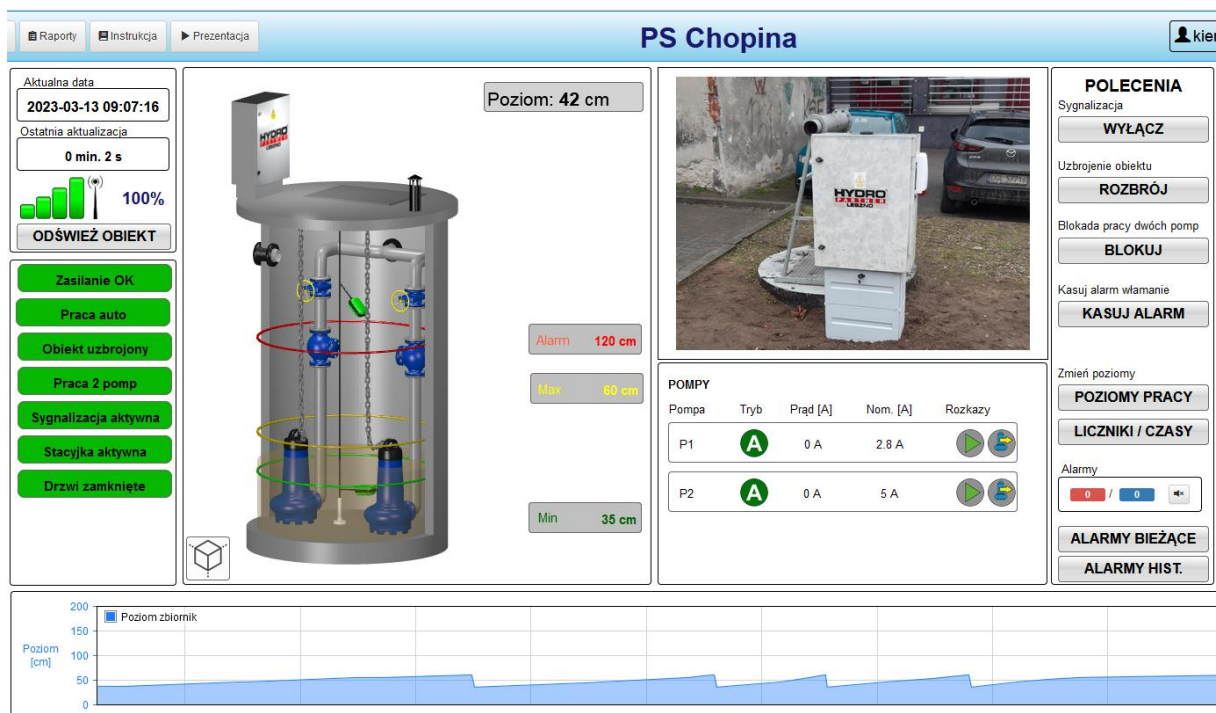 Raporty
Instrukcja
Prezentacja
PS Chopina
kier
Aktualna data
2023-03-13 09:07:16
Ostatnia aktualizacja
0 min. 2 s
100%
ODŚWIEŻ OBIEKT
Zasilanie OK
Praca auto
Obiekt uzbrojony
Praca 2 pomp
Sygnalizacja aktywna
Stacyjka aktywna
Drzwi zamknięte
Poziom: 42 cm
HYDRO
PARTNER
LESZNO
Alarm 120 cm
Max 60 cm
Min 35 cm
HYDRO
PARTNER
LESZNO
POMPY
Pompa Tryb Prąd [A] Nom. [A] Rozkazy
P1 A 0 A 2.8 A
P2 A 0 A 5 A
POLECENIA
Sygnalizacja
WYŁĄCZ
Uzbrojenie obiektu
ROZBRÓJ
Blokada pracy dwóch pomp
BLOKUJ
Kasuj alarm włamanie
KASUJ ALARM
Zmień poziomy
POZIOMY PRACY
LICZNIKI / CZASY
Alarmy
0 / 0
ALARMY BIEŻĄCE
ALARMY HIST.
Poziom zbiornik
Poziom
[cm]
200
150
100
50
0